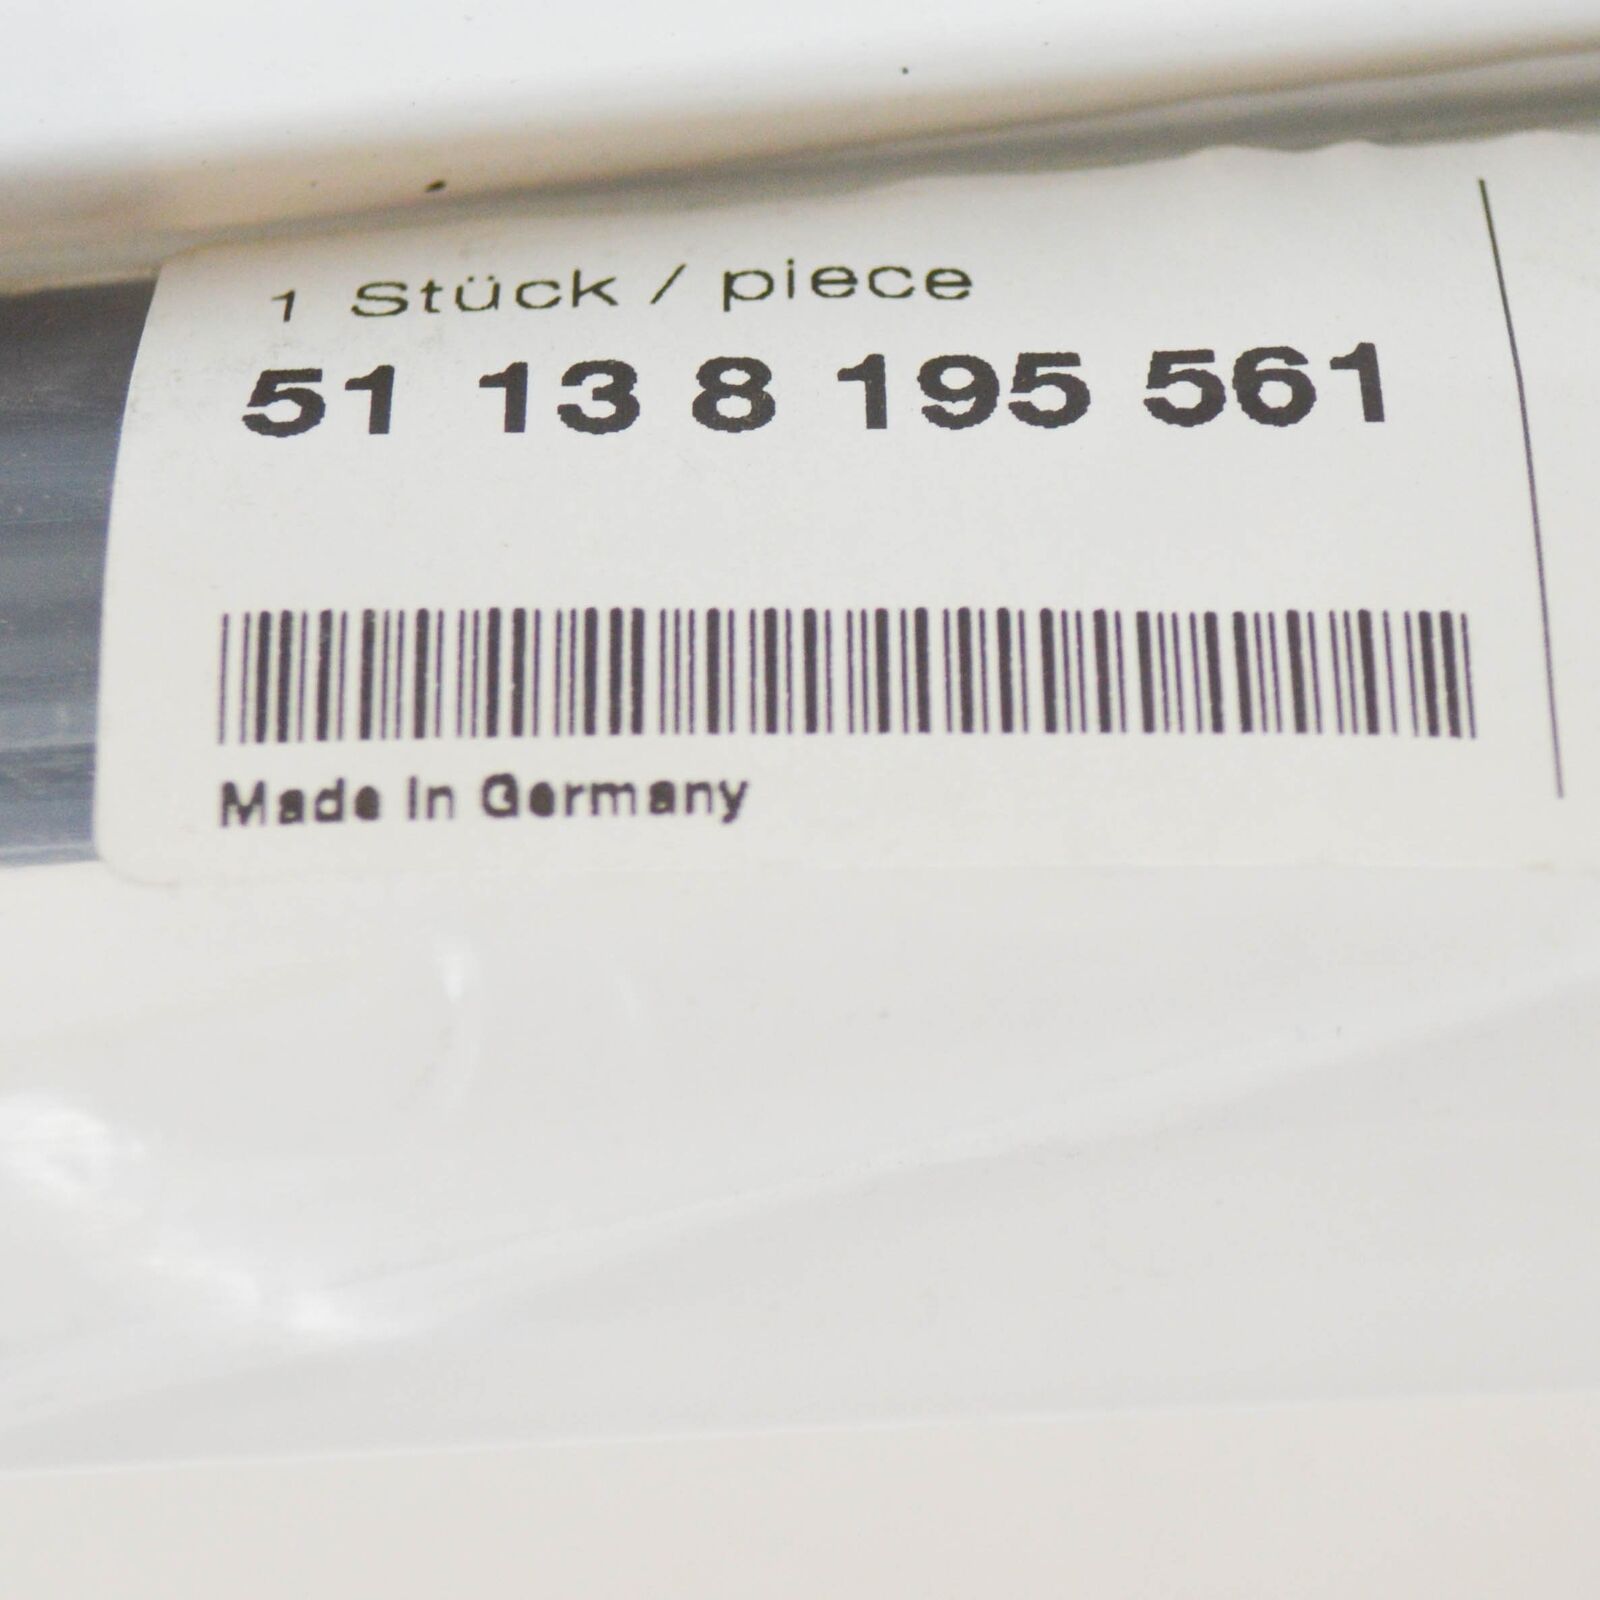 1 Stück / piece
51 13 8 195 561
Made In Germany